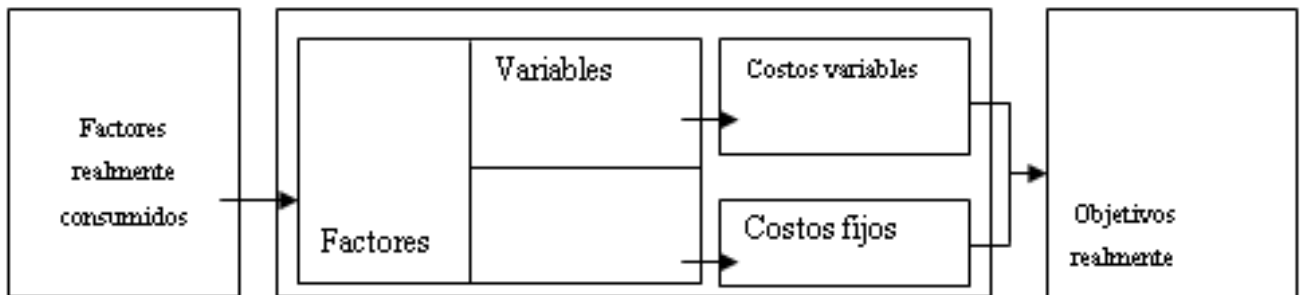 Factores
realmente
consumidos
Factores
Variables
Costos variables
Costos fijos
Objetivos
realmente